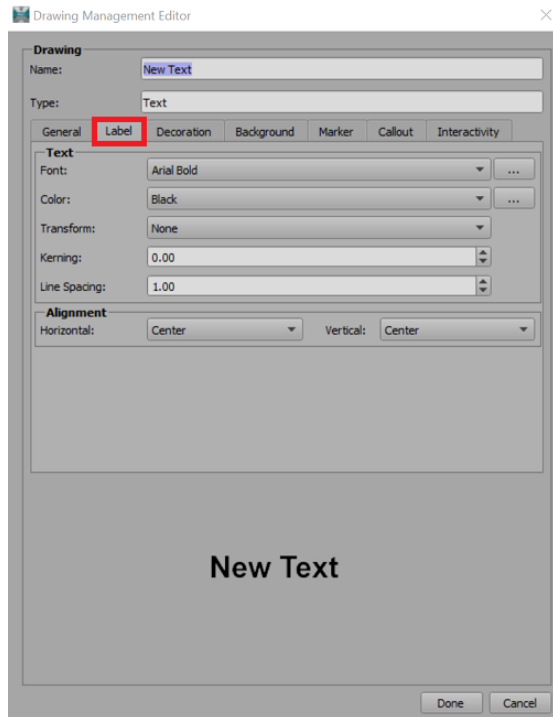 Drawing Management Editor
Drawing
Name: New Text
Type: Text
General Label Decoration Background Marker Callout Interactivity
Text
Font: Arial Bold ...
Color: Black ...
Transform: None
Kerning: 0.00
Line Spacing: 1.00
Alignment
Horizontal: Center Vertical: Center
New Text
Done Cancel